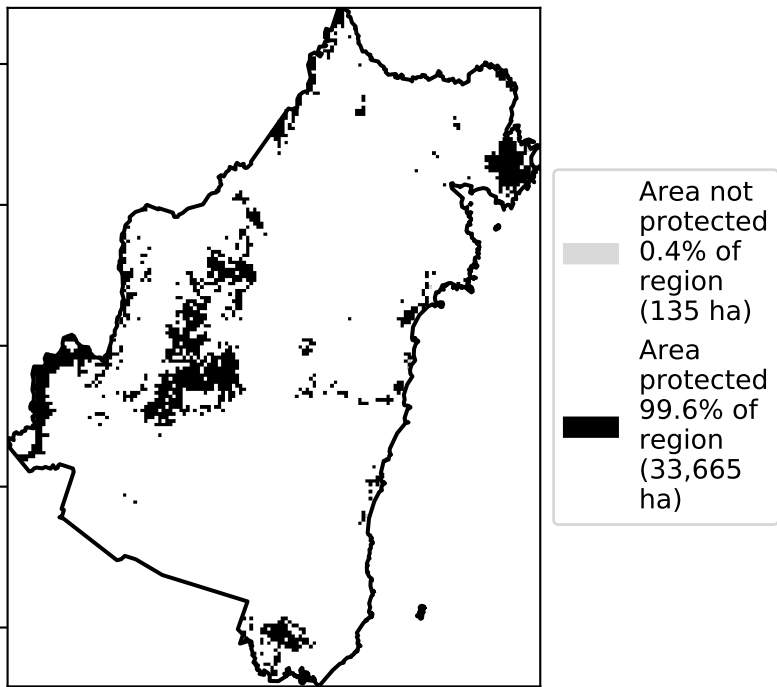 Area not
protected
0.4% of
region
(135 ha)
Area
protected
99.6% of
region
(33,665
ha)